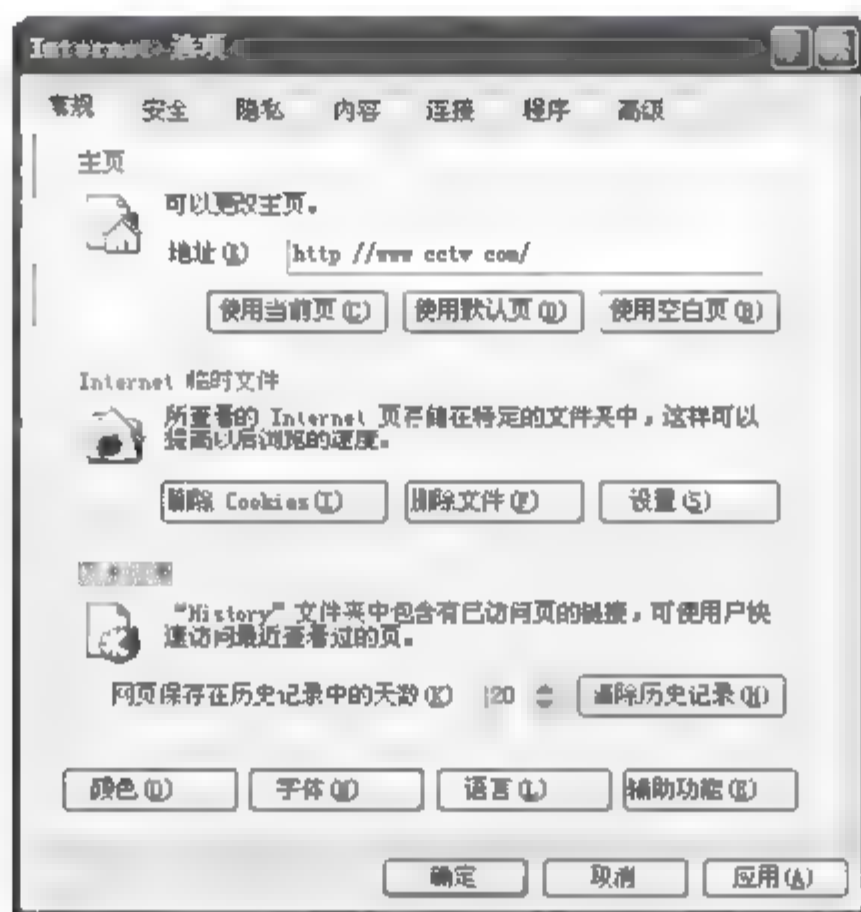 Internet 选项
常规 安全 隐私 内容 连接 程序 高级
主页
可以更改主页。
地址(R) http //www cctv com/
使用当前页(C) 使用默认页(D) 使用空白页(B)
Internet 临时文件
所查看的 Internet 页存储在特定的文件夹中，这样可以
提高以后浏览的速度。
删除 Cookies(I) 删除文件(F) 设置(S)
“History” 文件夹中包含有已访问页的链接，可使用户快
速访问最近查看过的页。
网页保存在历史记录中的天数(K) 20 清除历史记录(H)
颜色(O) 字体(N) 语言(L) 辅助功能(E)
确定 取消 应用(A)